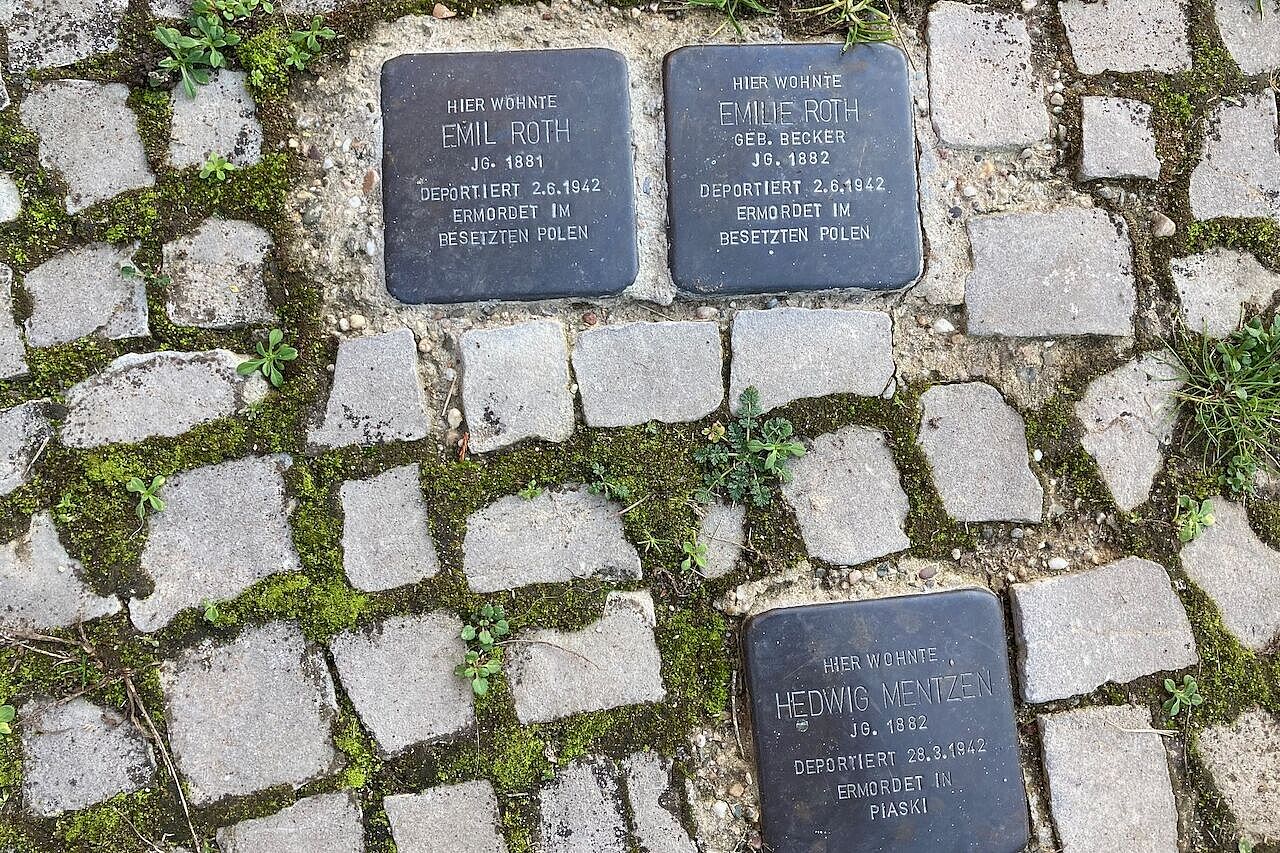 HIER WOHNTE
EMIL ROTH
JG. 1881
DEPORTIERT 2.6.1942
ERMORDET IM
BESETZTEN POLEN
HIER WOHNTE
EMILIE ROTH
GEB. BECKER
JG. 1882
DEPORTIERT 2.6.1942
ERMORDET IM
BESETZTEN POLEN
HIER WOHNTE
HEDWIG MENTZEN
JG. 1882
DEPORTIERT 28.3.1942
ERMORDET IN
PIASKI